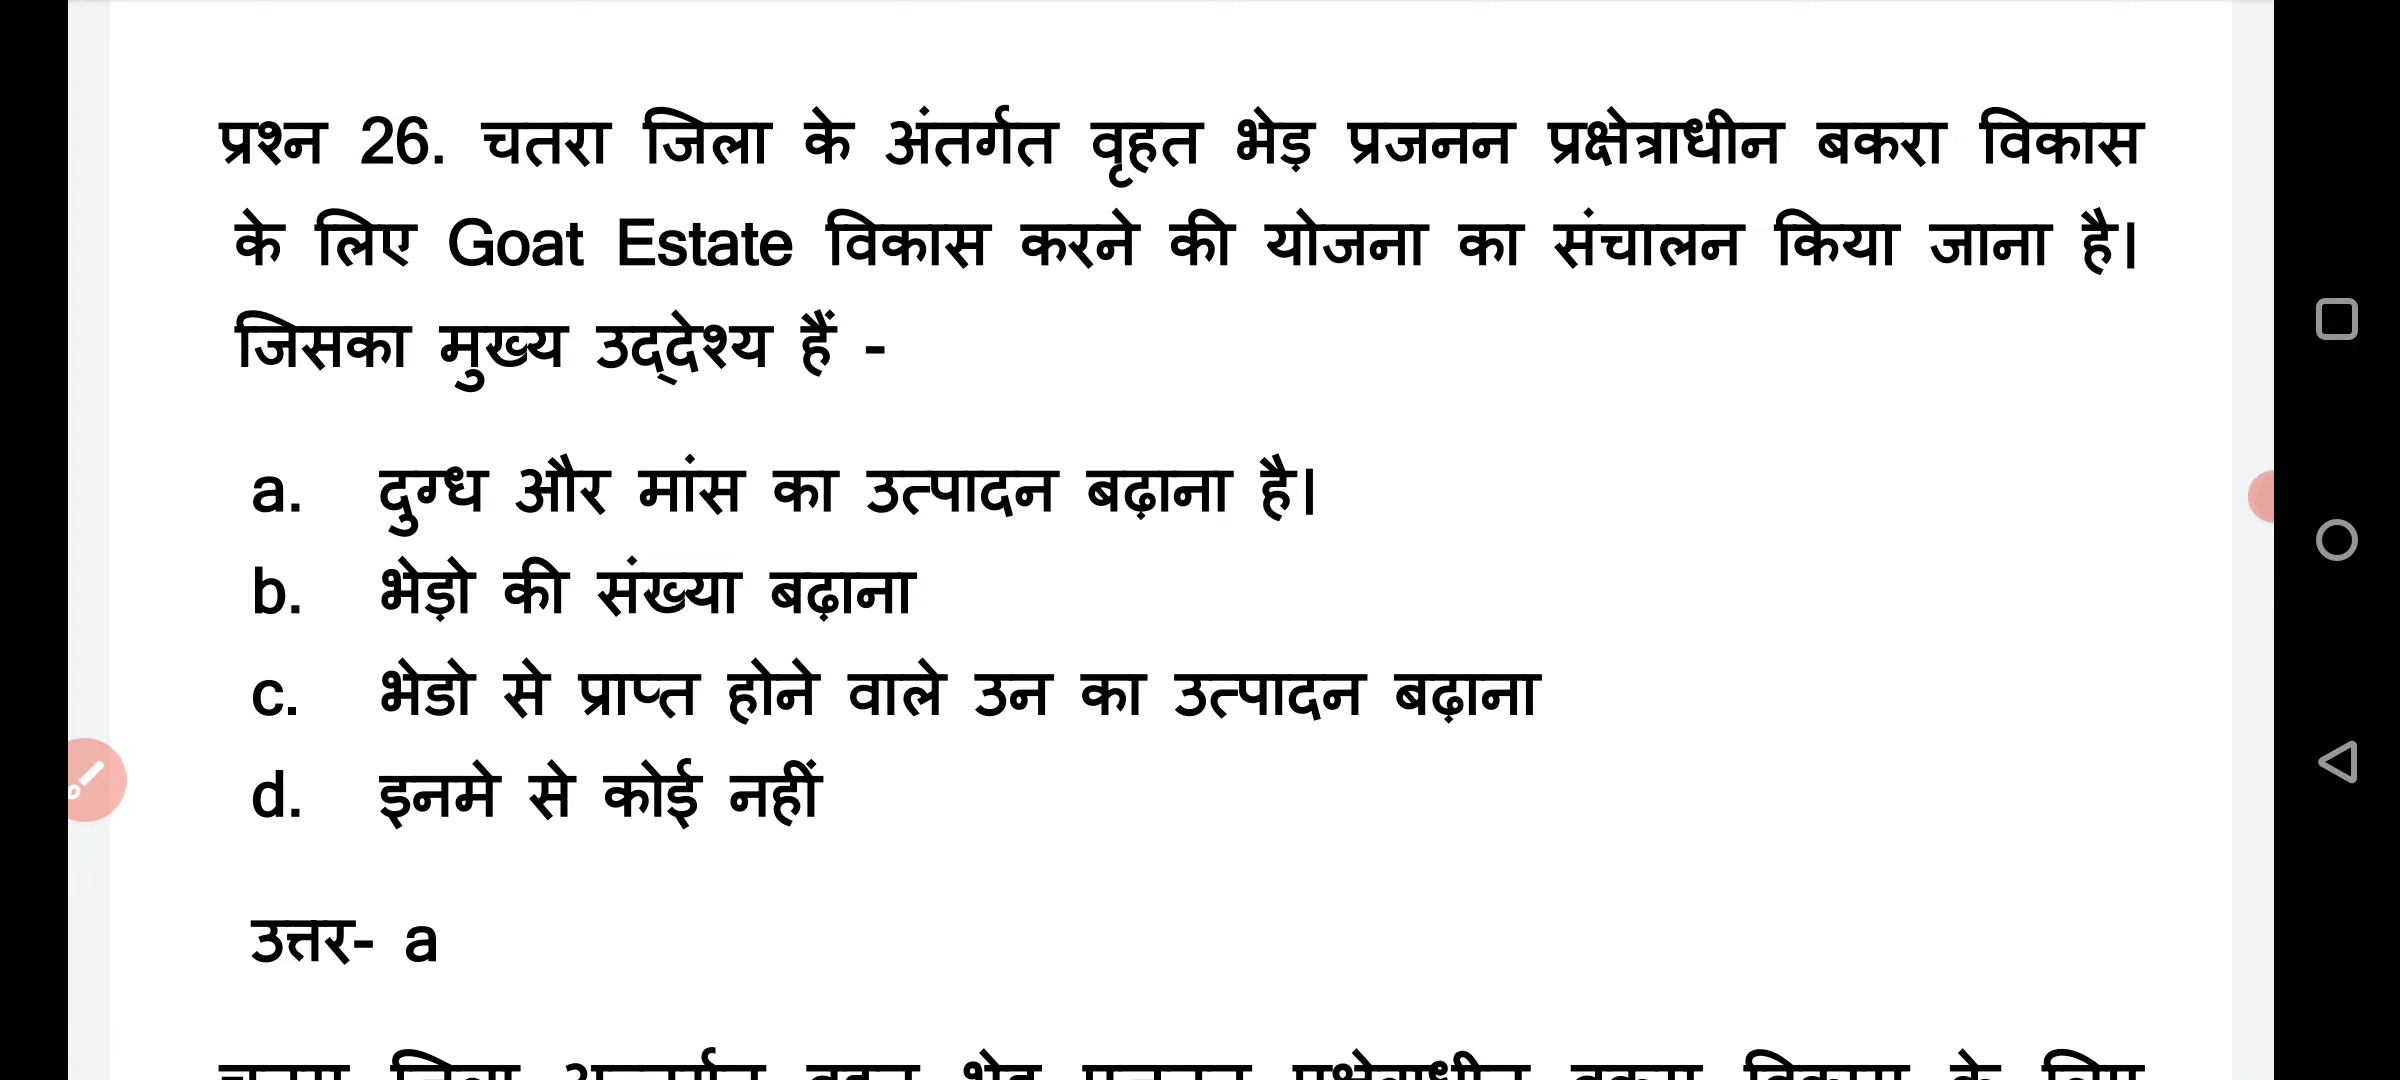 प्रश्न 26. चतरा जिला के अंतर्गत वृहत भेड़ प्रजनन प्रक्षेत्राधीन बकरा विकास
के लिए Goat Estate विकास करने की योजना का संचालन किया जाना है।
जिसका मुख्य उद्देश्य हैं -
a. दुग्ध और मांस का उत्पादन बढ़ाना है।
b. भेड़ो की संख्या बढ़ाना
c. भेडो से प्राप्त होने वाले उन का उत्पादन बढ़ाना
d. इनमे से कोई नहीं
उत्तर- a